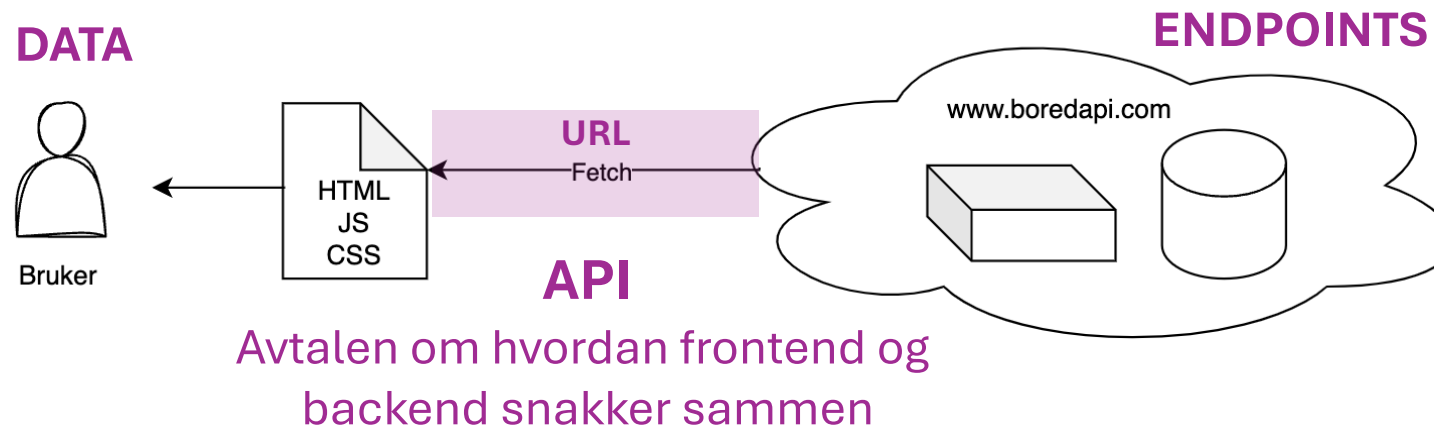 DATA
ENDPOINTS
www.boredapi.com
URL
Fetch
HTML
JS
CSS
Bruker
API
Avtalen om hvordan frontend og
backend snakker sammen